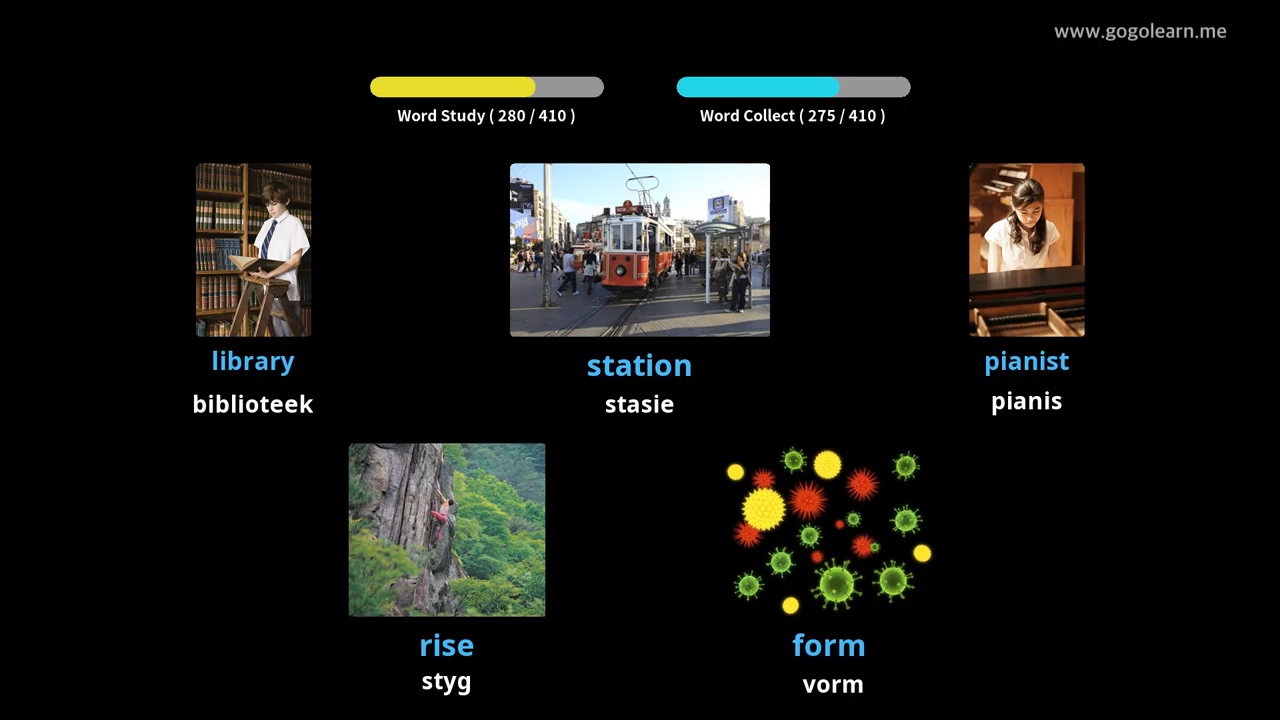 www.gogolearn.me
Word Study ( 280 / 410 )
Word Collect ( 275 / 410 )
library
station
pianist
biblioteek
stasie
pianis
rise
form
styg
vorm